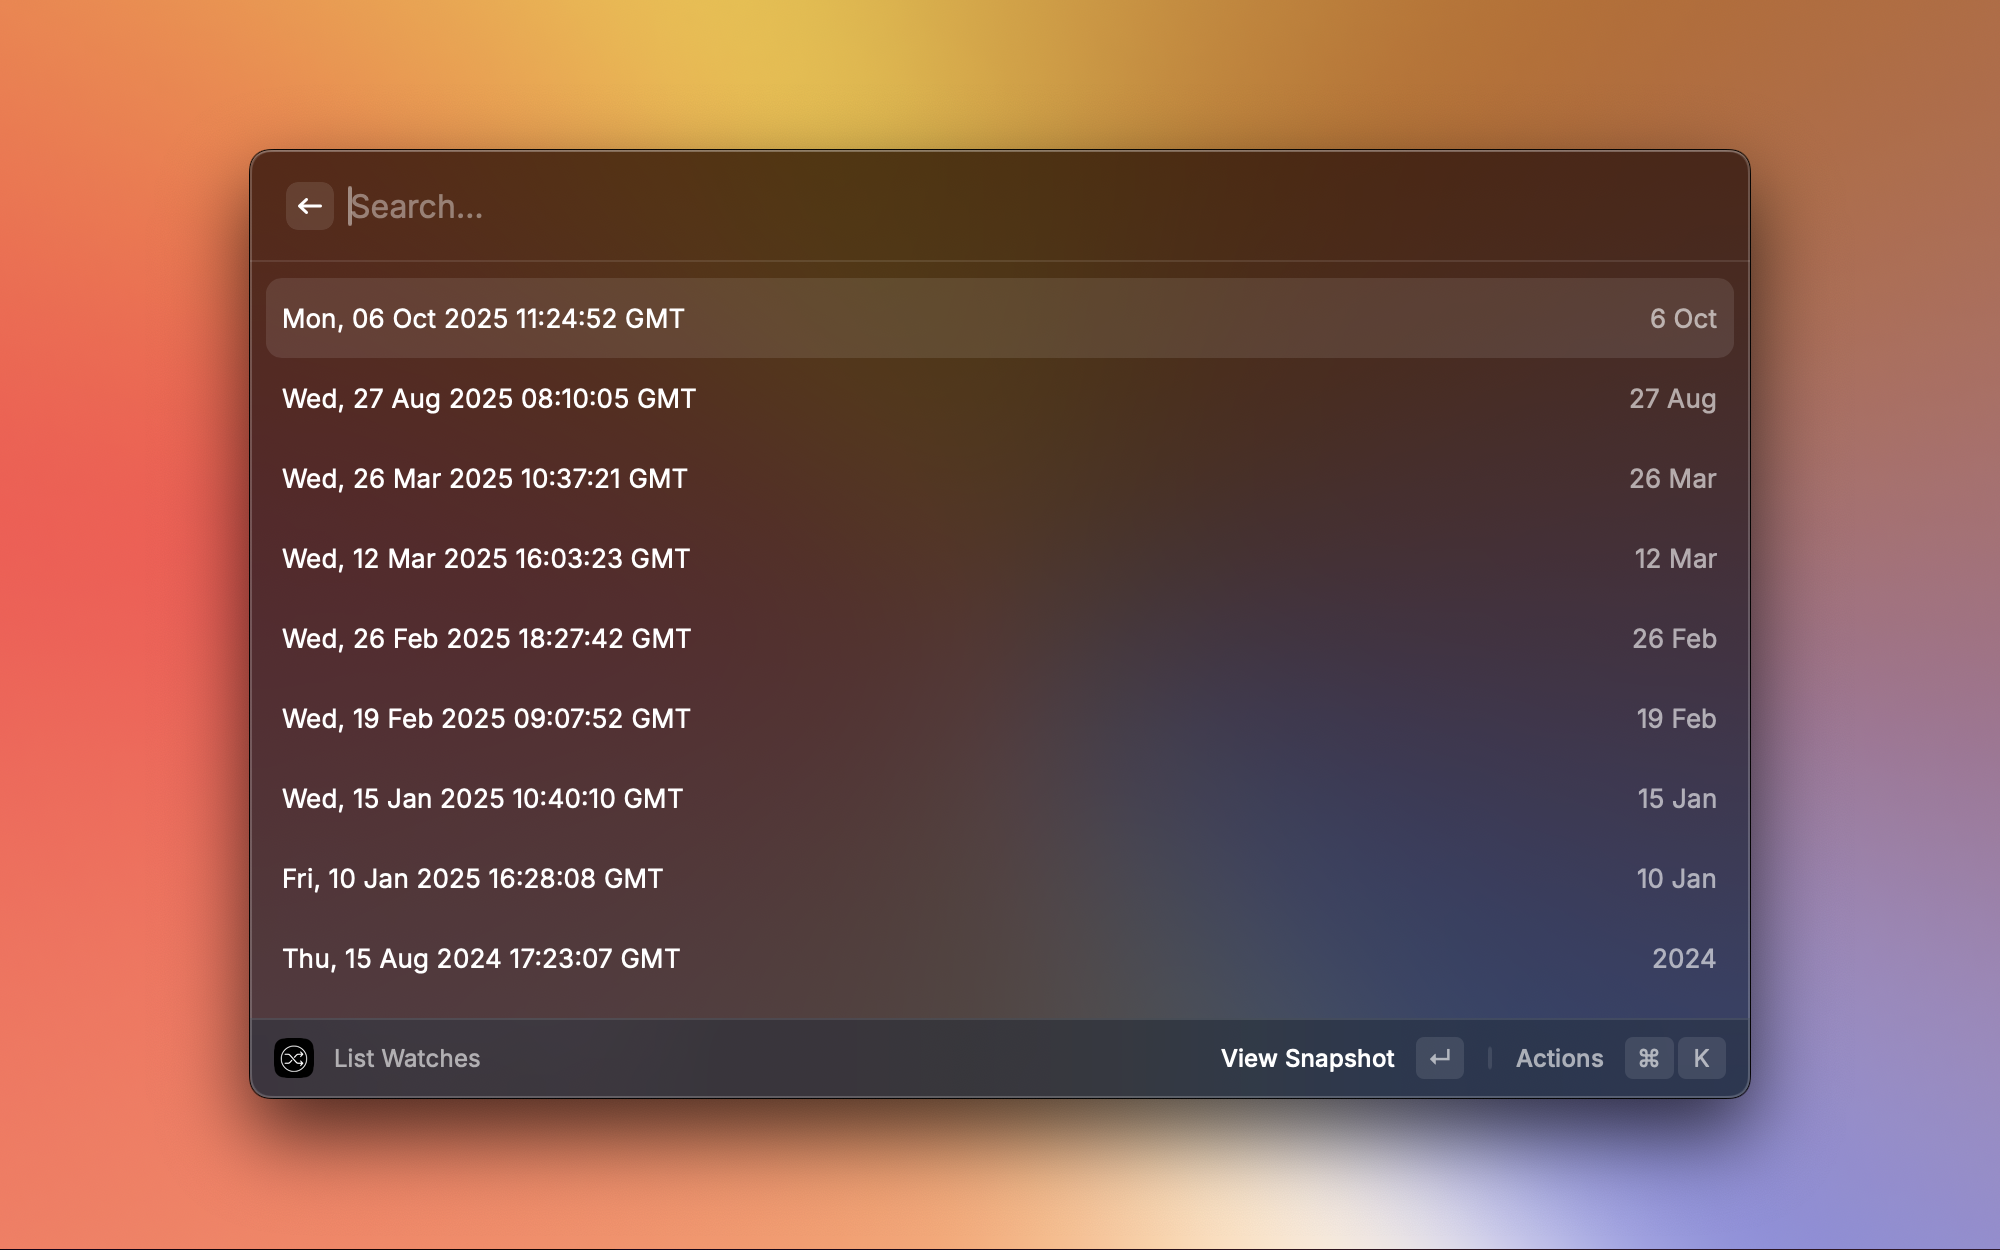 Search...
Mon, 06 Oct 2025 11:24:52 GMT 6 Oct
Wed, 27 Aug 2025 08:10:05 GMT 27 Aug
Wed, 26 Mar 2025 10:37:21 GMT 26 Mar
Wed, 12 Mar 2025 16:03:23 GMT 12 Mar
Wed, 26 Feb 2025 18:27:42 GMT 26 Feb
Wed, 19 Feb 2025 09:07:52 GMT 19 Feb
Wed, 15 Jan 2025 10:40:10 GMT 15 Jan
Fri, 10 Jan 2025 16:28:08 GMT 10 Jan
Thu, 15 Aug 2024 17:23:07 GMT 2024
List Watches View Snapshot ↵ Actions ⌘ K